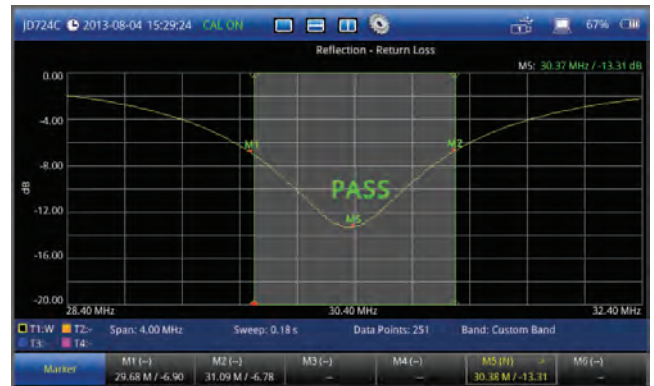 JD724C 2013-08-04 15:29:24 CAL ON 67%
Reflection - Return Loss
M5: 30.37 MHz / -13.31 dB
0.00
-4.00
M1 M2
-8.00
dB
PASS
-12.00
M5
-16.00
-20.00
28.40 MHz 30.40 MHz 32.40 MHz
T1:W T2:- Span: 4.00 MHz Sweep: 0.18 s Data Points: 251 Band: Custom Band
T3:- T4:-
Marker M1 (--) M2 (--) M3 (--) M4 (--) M5 (N) M6 (--)
29.68 M / -6.90 31.09 M / -6.78 -- -- 30.38 M / -13.31 --